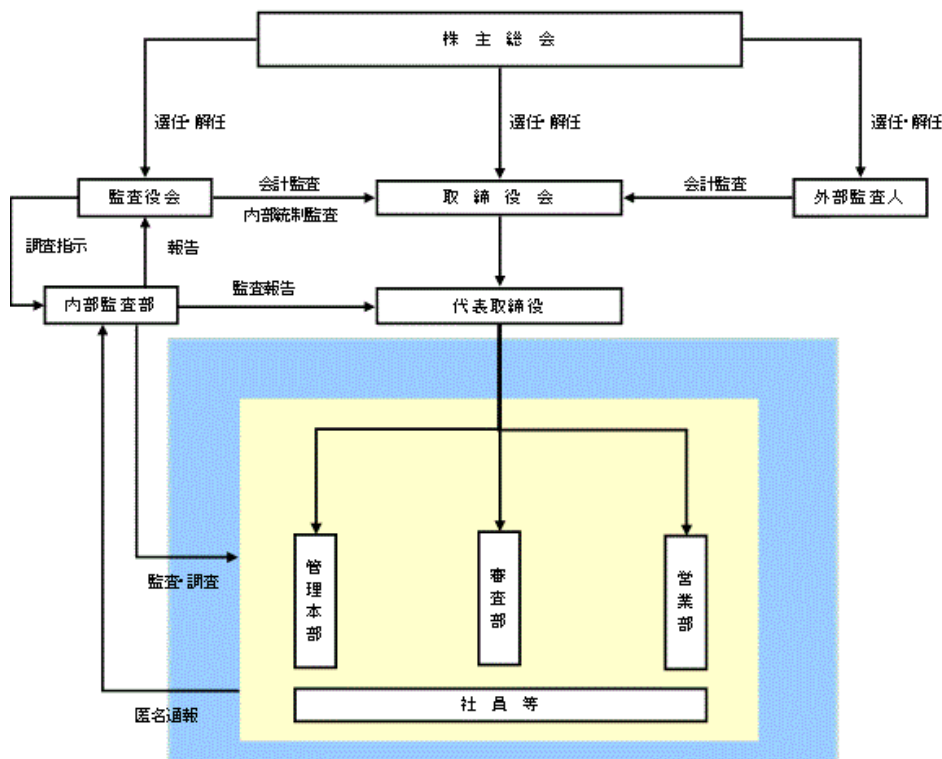 株主総会
選任・解任
選任・解任
選任・解任
監査役会
会計監査
内部統制監査
取締役会
会計監査
外部監査人
調査指示
報告
内部監査部
監査報告
代表取締役
管理本部
審査部
営業部
監査・調査
社員等
匿名通報